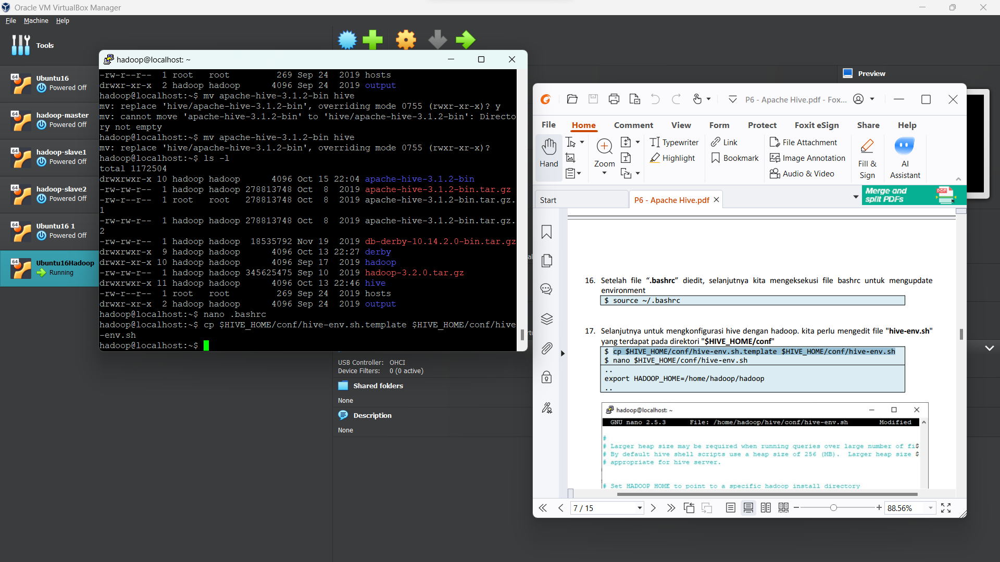 Oracle VM VirtualBox Manager
File Machine Help
Tools
64
Ubuntu16
Powered Off
64
hadoop-master
Powered Off
64
hadoop-slave1
Powered Off
64
hadoop-slave2
Powered Off
64
Ubuntu16 1
Powered Off
64
Ubuntu16Hadoop
Running
Preview
hadoop@localhost: ~
-rw-r--r-- 1 root root 269 Sep 24 2019 hosts
drwxr-xr-x 2 hadoop hadoop 4096 Sep 24 2019 output
hadoop@localhost:~$ mv apache-hive-3.1.2-bin hive
mv: replace 'hive/apache-hive-3.1.2-bin', overriding mode 0755 (rwxr-xr-x)? y
mv: cannot move 'apache-hive-3.1.2-bin' to 'hive/apache-hive-3.1.2-bin': Directo
ry not empty
hadoop@localhost:~$ mv apache-hive-3.1.2-bin hive
mv: replace 'hive/apache-hive-3.1.2-bin', overriding mode 0755 (rwxr-xr-x)?
hadoop@localhost:~$ ls -l
total 1172504
drwxrwxr-x 10 hadoop hadoop 4096 Oct 15 22:04 apache-hive-3.1.2-bin
-rw-rw-r-- 1 hadoop hadoop 278813748 Oct 8 2019 apache-hive-3.1.2-bin.tar.gz
-rw-r--r-- 1 root root 278813748 Oct 8 2019 apache-hive-3.1.2-bin.tar.gz.
1
-rw-rw-r-- 1 hadoop hadoop 278813748 Oct 8 2019 apache-hive-3.1.2-bin.tar.gz.
2
-rw-rw-r-- 1 hadoop hadoop 18535792 Nov 19 2019 db-derby-10.14.2.0-bin.tar.gz
drwxrwxr-x 9 hadoop hadoop 4096 Oct 13 22:27 derby
drwxr-xr-x 10 hadoop hadoop 4096 Sep 17 2019 hadoop
-rw-rw-r-- 1 hadoop hadoop 345625475 Sep 10 2019 hadoop-3.2.0.tar.gz
drwxrwxr-x 11 hadoop hadoop 4096 Oct 13 22:46 hive
-rw-r--r-- 1 root root 269 Sep 24 2019 hosts
drwxr-xr-x 2 hadoop hadoop 4096 Sep 24 2019 output
hadoop@localhost:~$ nano .bashrc
hadoop@localhost:~$ cp $HIVE_HOME/conf/hive-env.sh.template $HIVE_HOME/conf/hive
-env.sh
hadoop@localhost:~$
USB Controller: OHCI
Device Filters: 0 (0 active)
Shared folders
None
Description
None
P6 - Apache Hive.pdf - Fox...
File Home Comment View Form Protect Foxit eSign Share Help
Hand
Zoom
Typewriter
Highlight
Link
Bookmark
File Attachment
Image Annotation
Audio & Video
Fill &
Sign
AI
Assistant
Start
P6 - Apache Hive.pdf
Merge and
split PDFs
PDF
16. Setelah file “.bashrc” diedit, selanjutnya kita mengeksekusi file bashrc untuk mengupdate
environment
$ source ~/.bashrc
17. Selanjutnya untuk mengkonfigurasi hive dengan hadoop. kita perlu mengedit file "hive-env.sh"
yang terdapat pada direktori "$HIVE_HOME/conf"
$ cp $HIVE_HOME/conf/hive-env.sh.template $HIVE_HOME/conf/hive-env.sh
$ nano $HIVE_HOME/conf/hive-env.sh
..
export HADOOP_HOME=/home/hadoop/hadoop
..
hadoop@localhost: ~
GNU nano 2.5.3 File: /home/hadoop/hive/conf/hive-env.sh Modified
#
# Larger heap size may be required when running queries over large number of fi$
# By default hive shell scripts use a heap size of 256 (MB). Larger heap size $
# appropriate for hive server.
# Set HADOOP_HOME to point to a specific hadoop install directory
7 / 15
88.56%